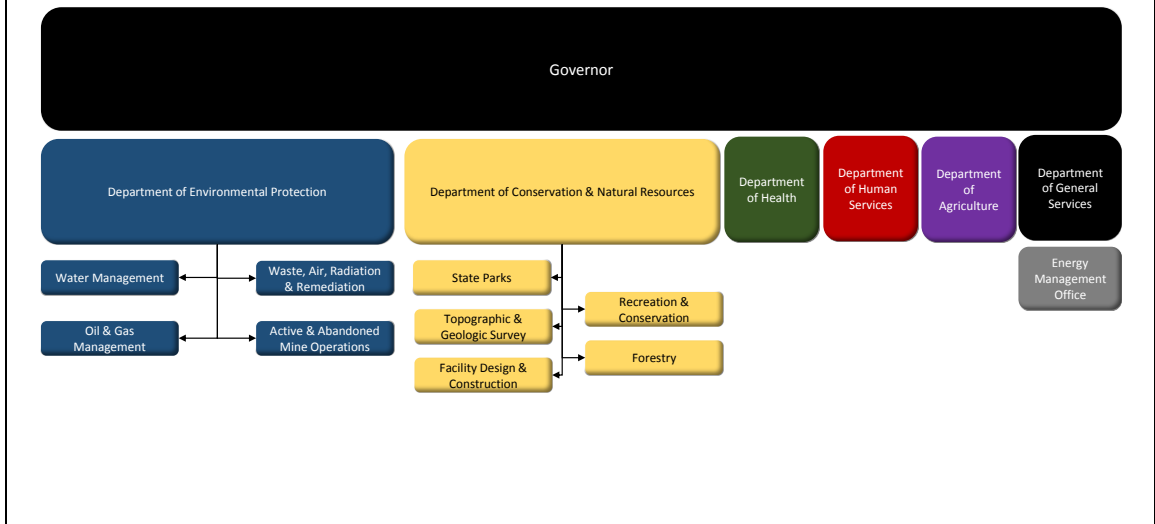 Governor
Department of Environmental Protection
Department of Conservation & Natural Resources
Department
of Health
Department
of Human
Services
Department
of
Agriculture
Department
of General
Services
Water Management
Waste, Air, Radiation
& Remediation
Oil & Gas
Management
Active & Abandoned
Mine Operations
State Parks
Recreation &
Conservation
Topographic &
Geologic Survey
Forestry
Facility Design &
Construction
Energy
Management
Office